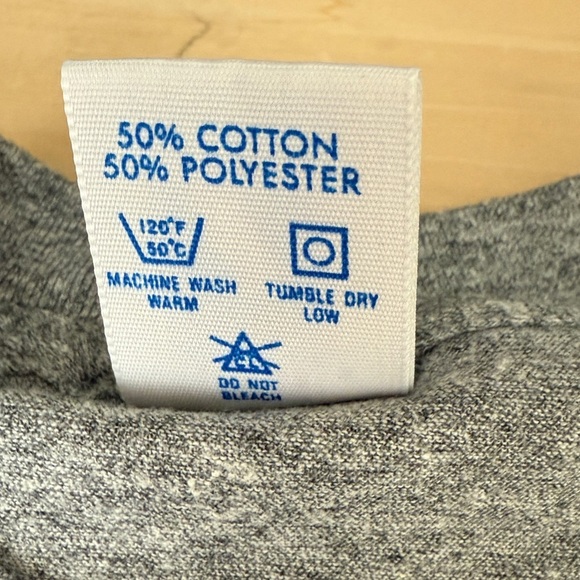 50% COTTON
50% POLYESTER
120°F
50°C
MACHINE WASH
WARM
TUMBLE DRY
LOW
CL
DO NOT
BLEACH